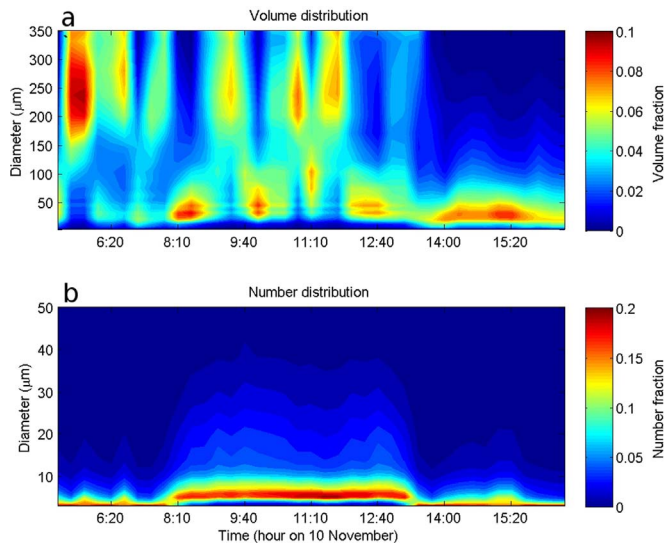 a
Volume distribution
350
300
250
200
150
100
50
Diameter (μm)
6:20 8:10 9:40 11:10 12:40 14:00 15:20
0.1
0.08
0.06
0.04
0.02
0
Volume fraction
b
Number distribution
50
40
30
20
10
Diameter (μm)
6:20 8:10 9:40 11:10 12:40 14:00 15:20
Time (hour on 10 November)
0.2
0.15
0.1
0.05
0
Number fraction